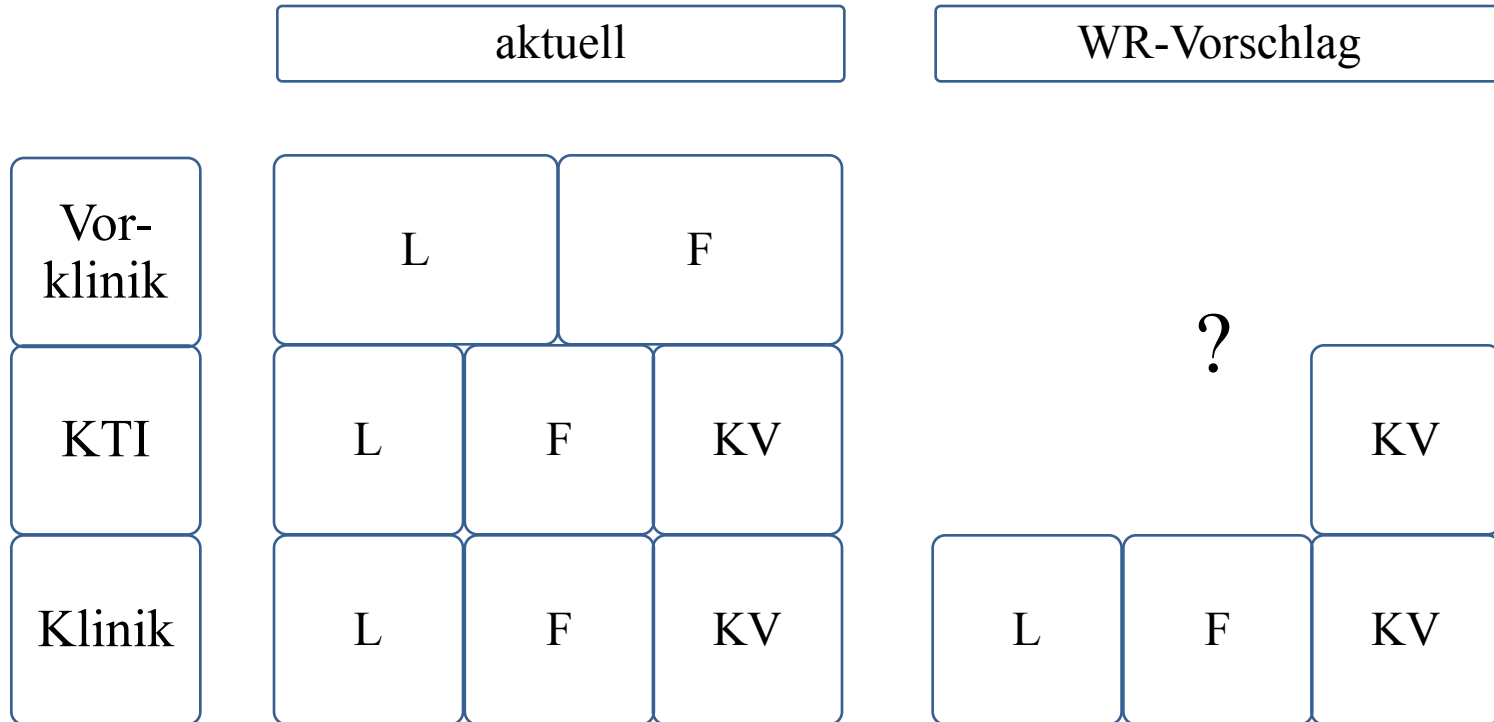 aktuell
WR-Vorschlag
Vor-
klinik
L
F
?
KTI
L
F
KV
KV
Klinik
L
F
KV
L
F
KV